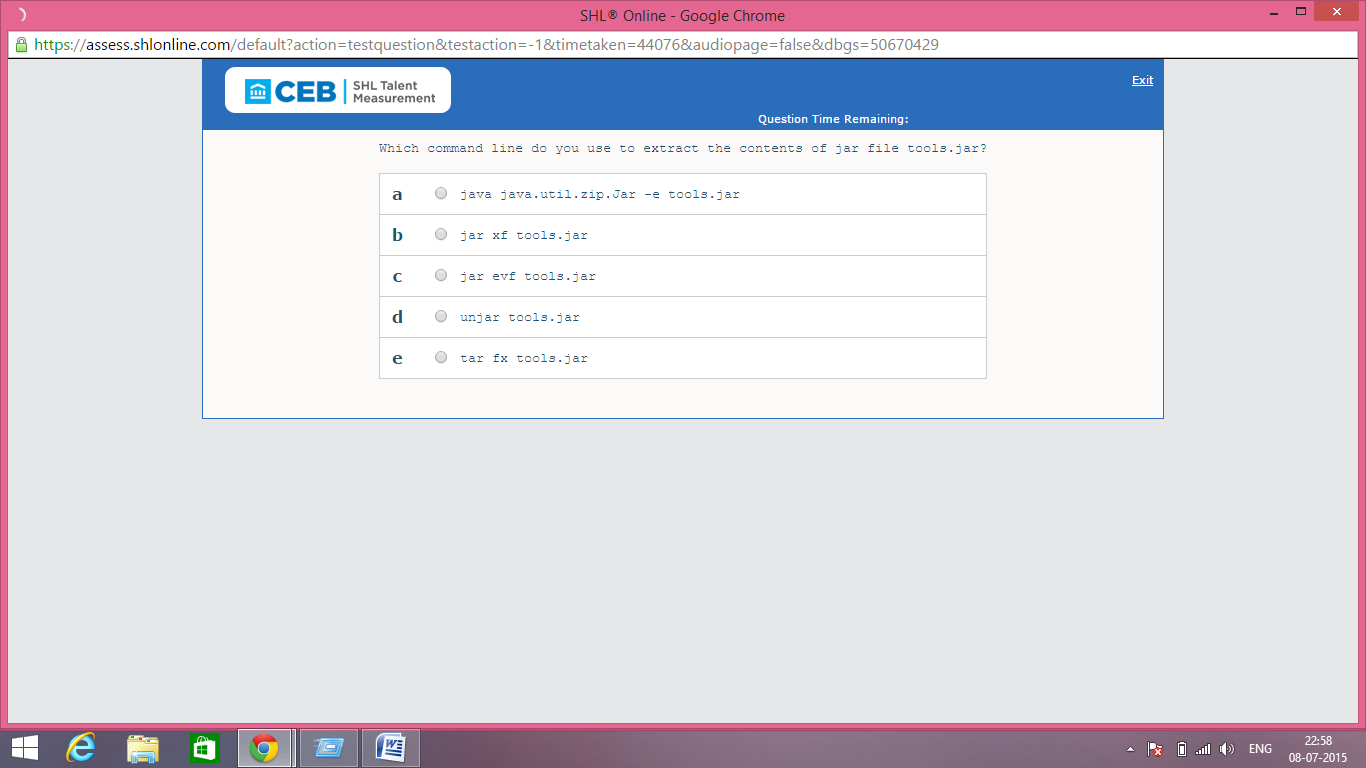 SHL® Online - Google Chrome
https://assess.shlonline.com/default?action=testquestion&testaction=-1&timetaken=44076&audiopage=false&dbgs=50670429
CEB SHL Talent Measurement
Exit
Question Time Remaining:
Which command line do you use to extract the contents of jar file tools.jar?
a java java.util.zip.Jar -e tools.jar
b jar xf tools.jar
c jar evf tools.jar
d unjar tools.jar
e tar fx tools.jar
ENG
22:58
08-07-2015